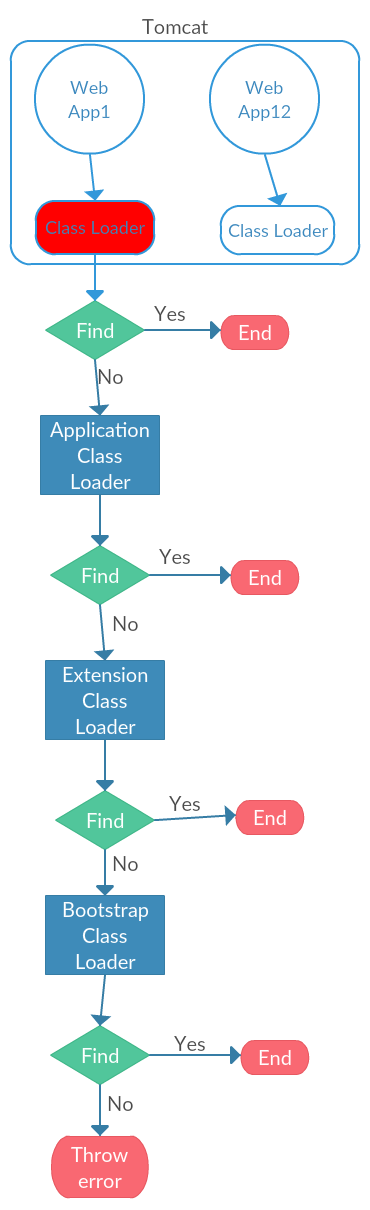 Tomcat
Web
App1
Web
App12
Class Loader
Class Loader
Find
Yes
End
No
Application
Class
Loader
Find
Yes
End
No
Extension
Class
Loader
Find
Yes
End
No
Bootstrap
Class
Loader
Find
Yes
End
No
Throw
error